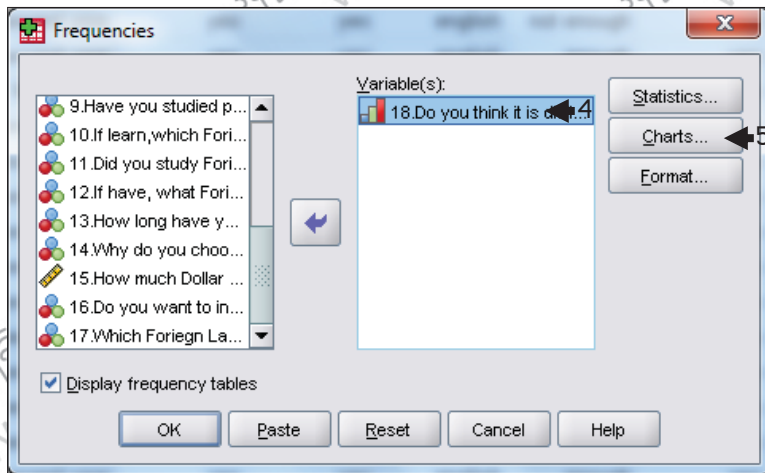 Frequencies
9.Have you studied p...
10.If learn,which Fori...
11.Did you study Fori...
12.If have, what Fori...
13.How long have y...
14.Why do you choo...
15.How much Dollar ...
16.Do you want to in...
17.Which Foriegn La...
Variable(s):
18.Do you think it is
4
Statistics...
Charts...
5
Format...
Display frequency tables
OK
Paste
Reset
Cancel
Help